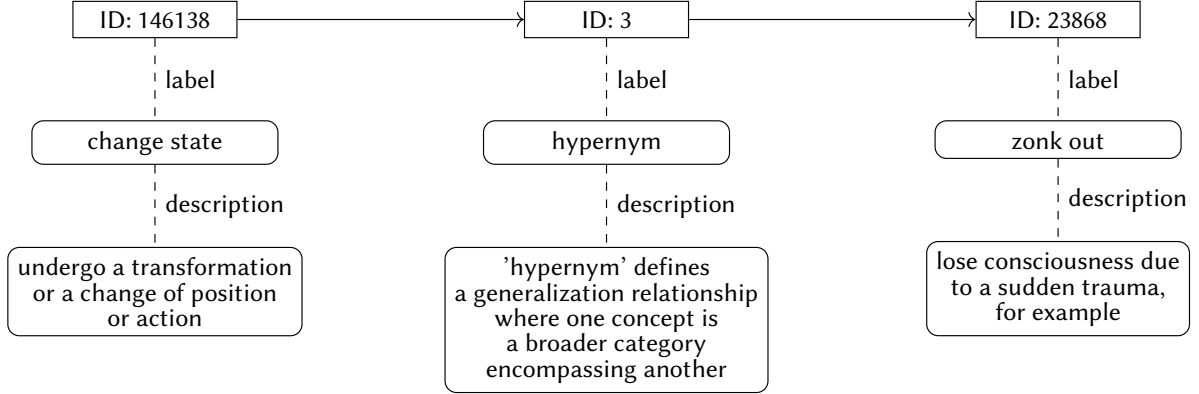 ID: 146138
ID: 3
ID: 23868
label
label
label
change state
hypernym
zonk out
description
description
description
undergo a transformation
or a change of position
or action
'hypernym' defines
a generalization relationship
where one concept is
a broader category
encompassing another
lose consciousness due
to a sudden trauma,
for example